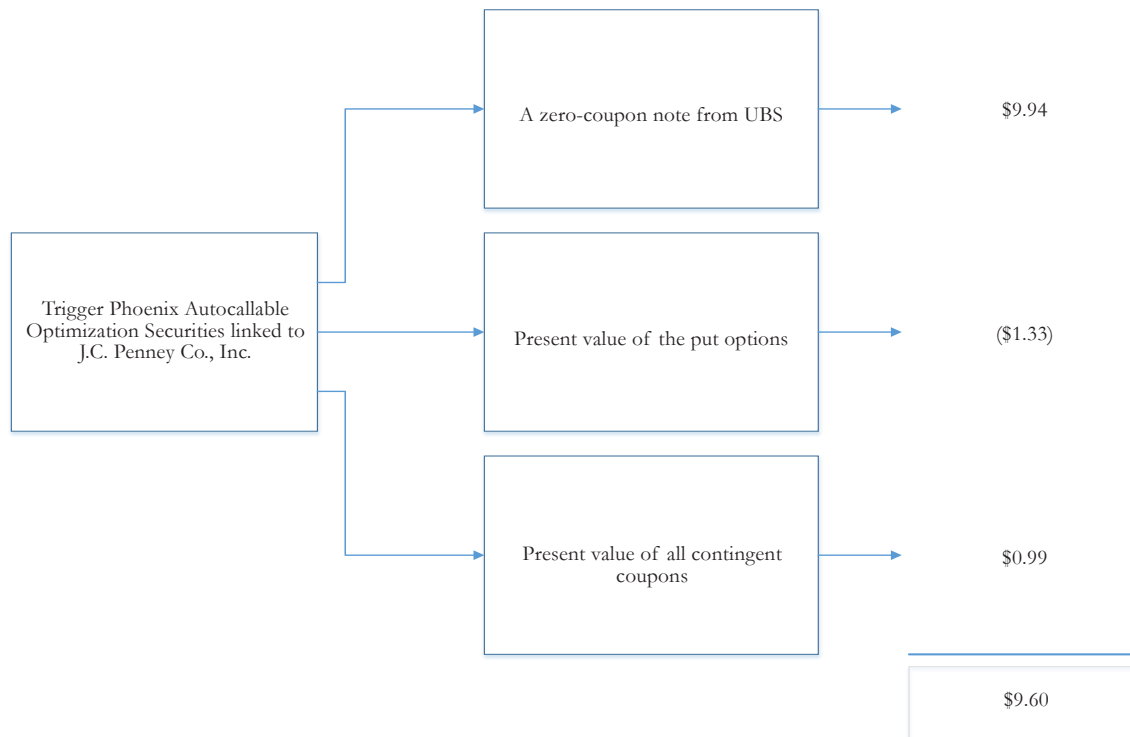 A zero-coupon note from UBS
$9.94
Trigger Phoenix Autocallable
Optimization Securities linked to
J.C. Penney Co., Inc.
Present value of the put options
($1.33)
Present value of all contingent
coupons
$0.99
$9.60